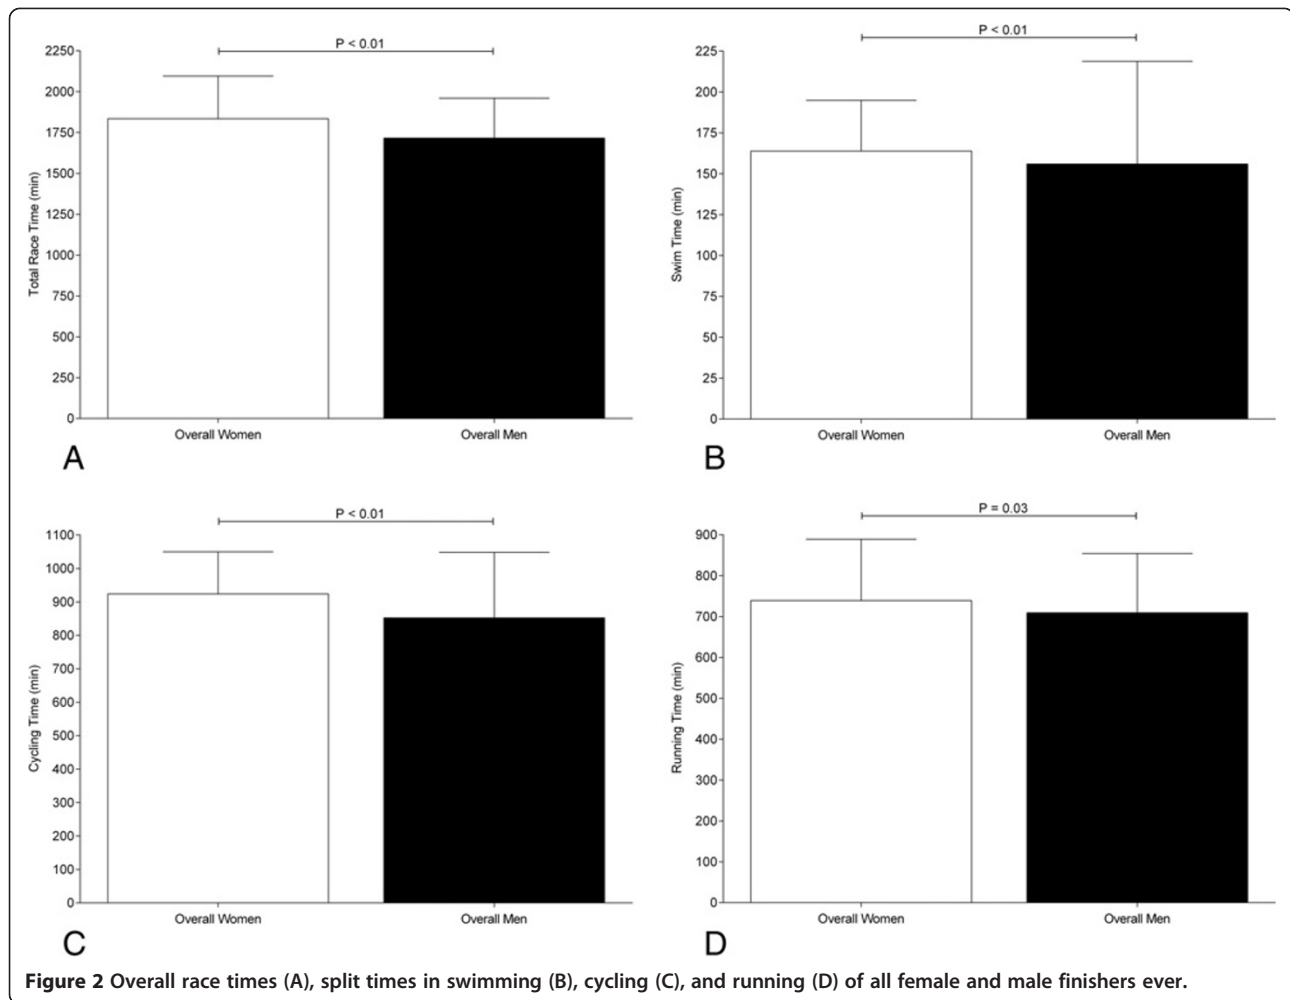 P < 0.01
2250
2000
1750
1500
1250
1000
750
500
250
0
Total Race Time (min)
Overall Women Overall Men
A
P < 0.01
225
200
175
150
125
100
75
50
25
0
Swim Time (min)
Overall Women Overall Men
B
P < 0.01
1100
1000
900
800
700
600
500
400
300
200
100
0
Cycling Time (min)
Overall Women Overall Men
C
P = 0.03
900
800
700
600
500
400
300
200
100
0
Running Time (min)
Overall Women Overall Men
D
Figure 2 Overall race times (A), split times in swimming (B), cycling (C), and running (D) of all female and male finishers ever.